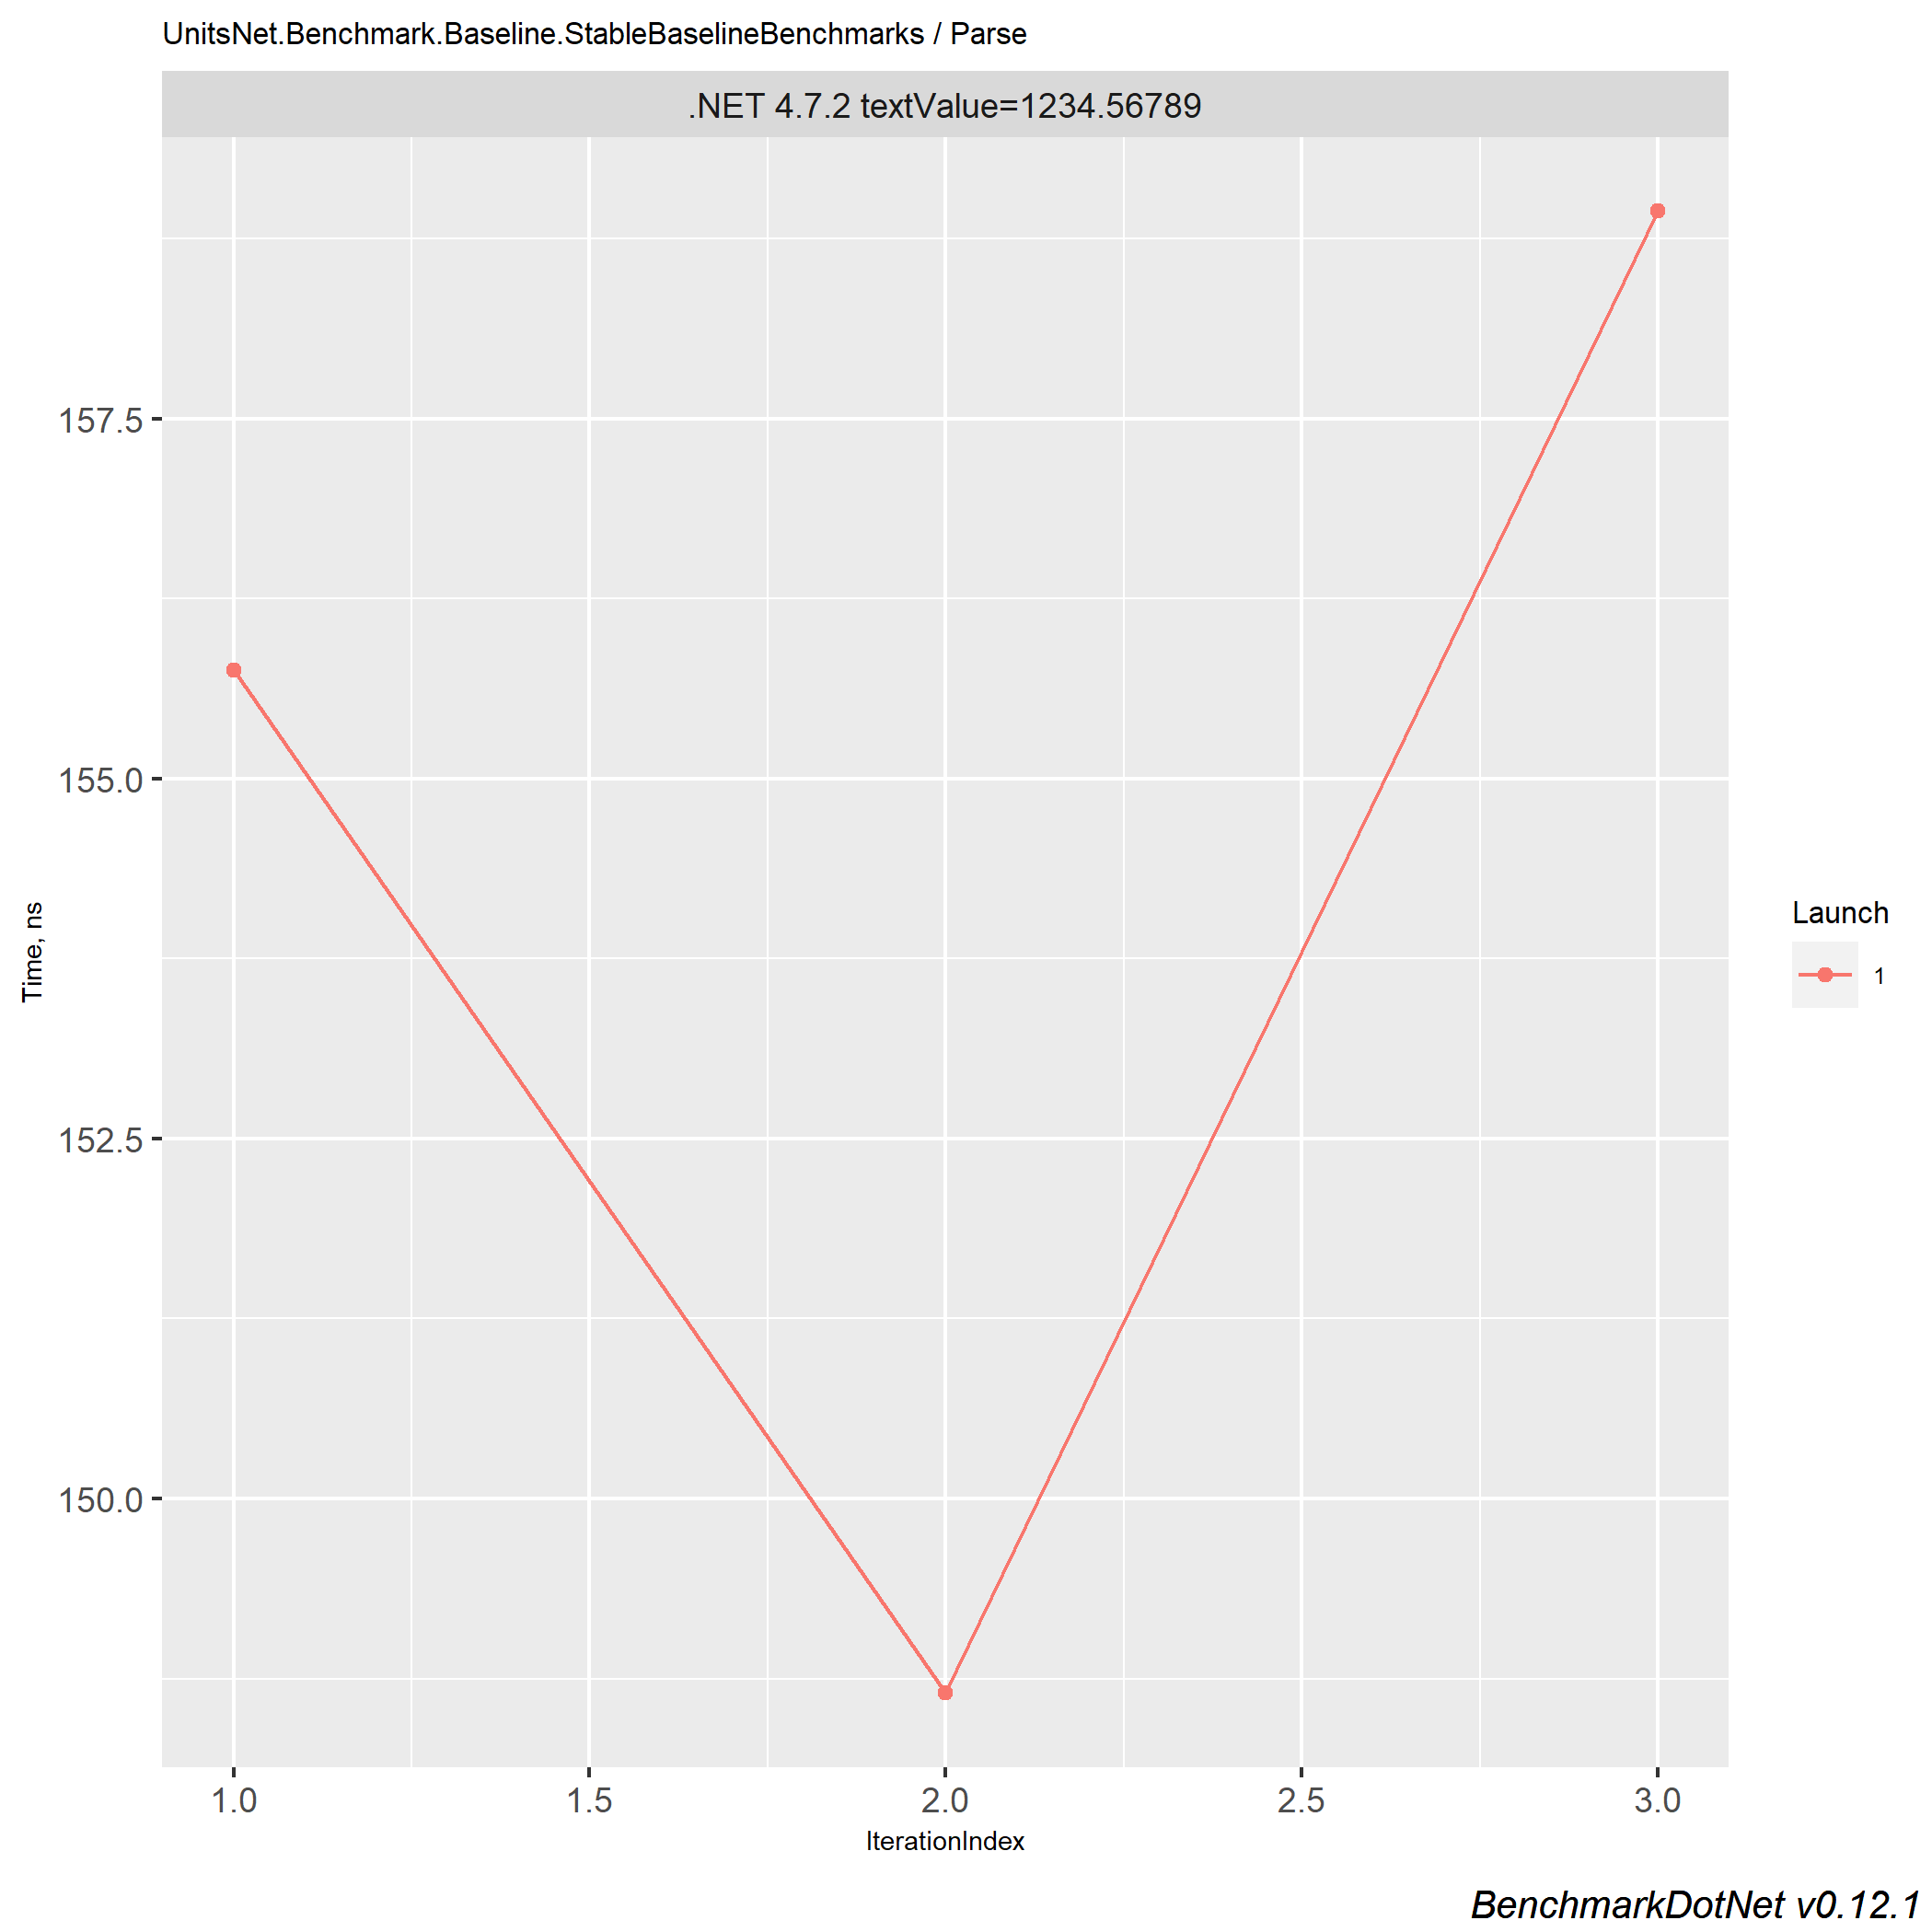 UnitsNet.Benchmark.Baseline.StableBaselineBenchmarks / Parse
.NET 4.7.2 textValue=1234.56789
157.5
155.0
152.5
150.0
Time, ns
1.0 1.5 2.0 2.5 3.0
IterationIndex
Launch
1
BenchmarkDotNet v0.12.1